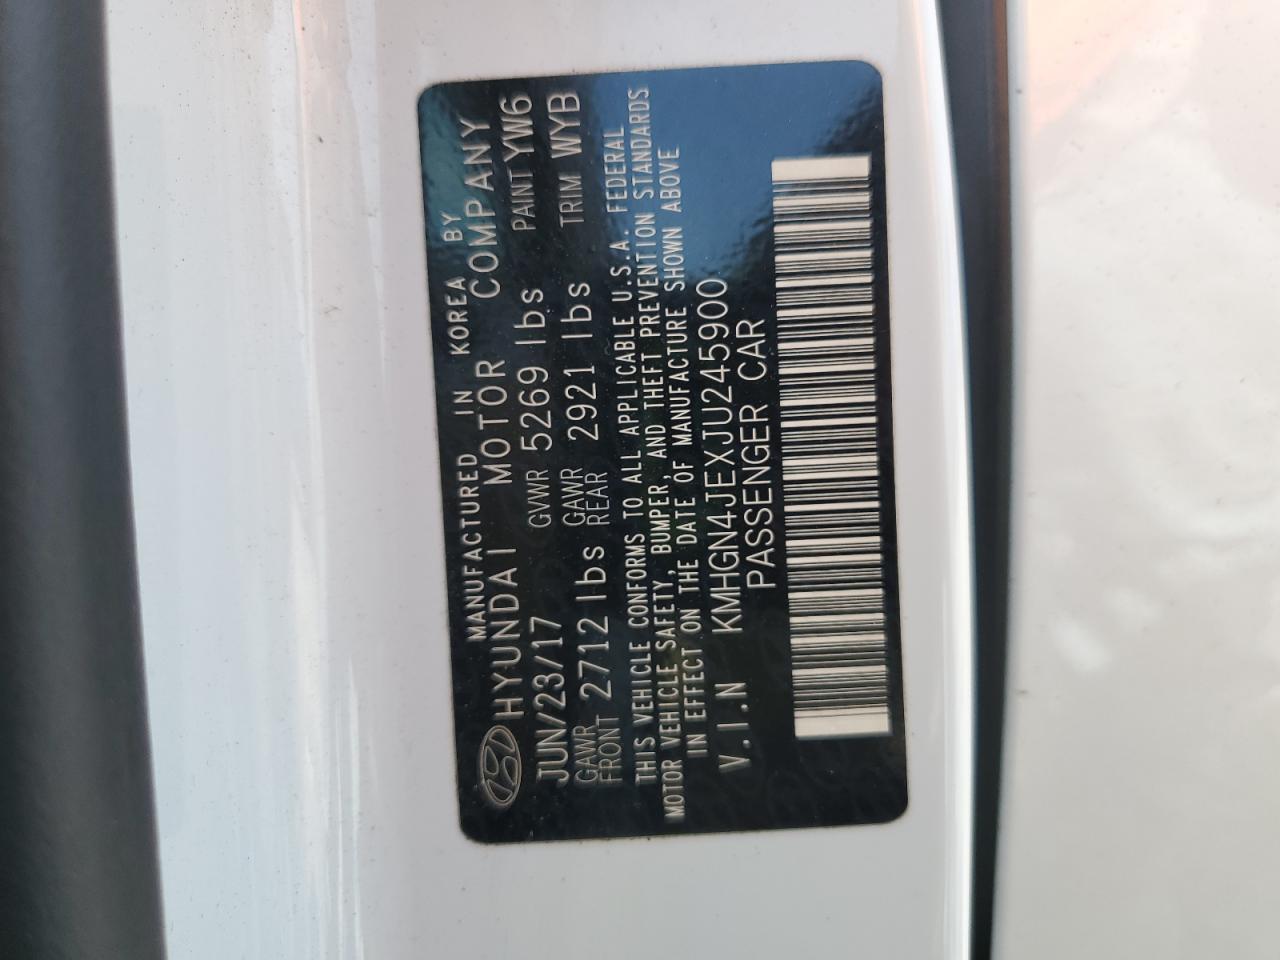 MANUFACTURED IN KOREA BY
HYUNDAI MOTOR COMPANY
JUN/23/17 GVWR 5269 lbs PAINT YW6
GAWR FRONT 2712 lbs GAWR REAR 2921 lbs TRIM WYB
THIS VEHICLE CONFORMS TO ALL APPLICABLE U.S.A. FEDERAL
MOTOR VEHICLE SAFETY, BUMPER, AND THEFT PREVENTION STANDARDS
IN EFFECT ON THE DATE OF MANUFACTURE SHOWN ABOVE
V.I.N KMHGN4JEXJU245900
PASSENGER CAR